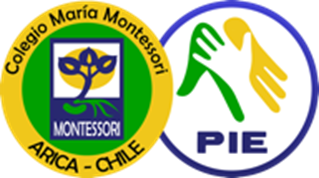 Colegio María Montessori
MONTESSORI
ARICA - CHILE
PIE